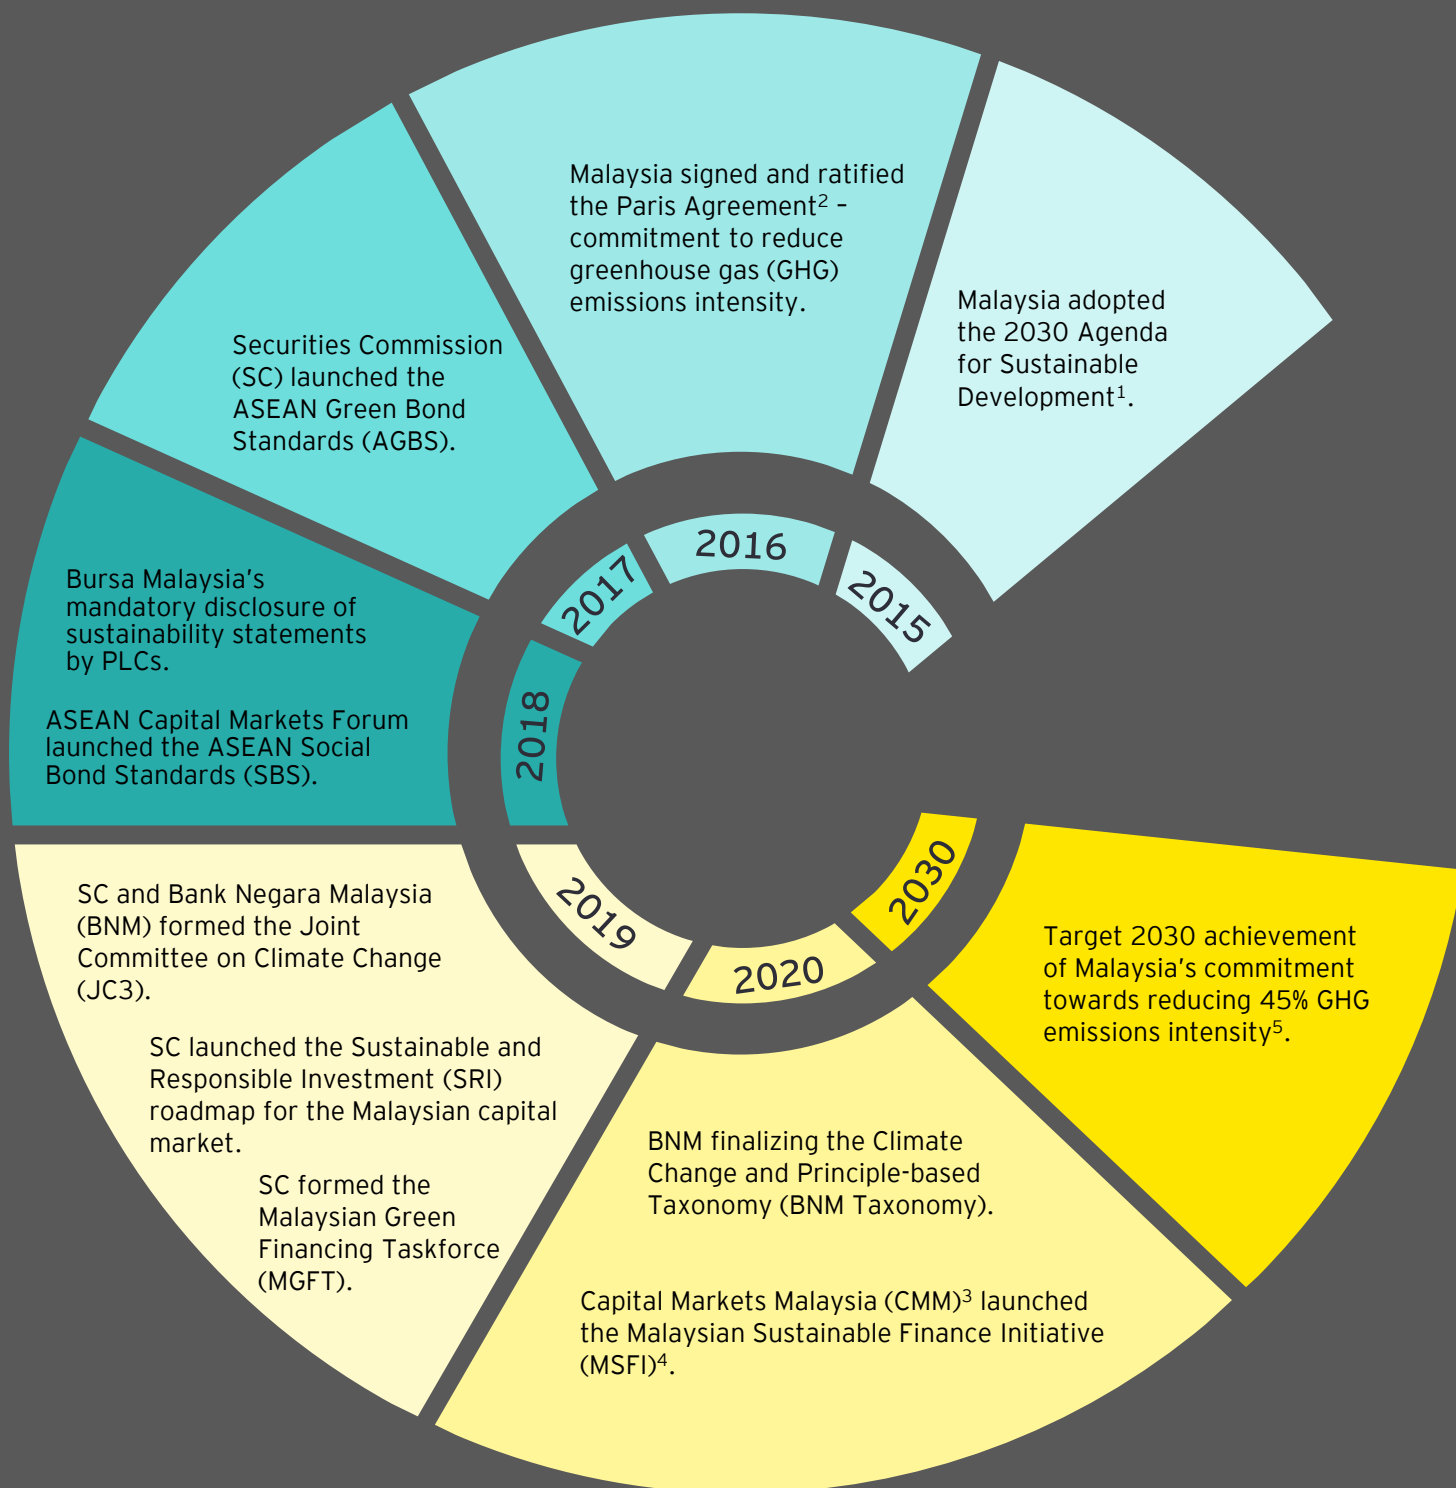 2015
Malaysia adopted
the 2030 Agenda
for Sustainable
Development¹.
2016
Malaysia signed and ratified
the Paris Agreement² –
commitment to reduce
greenhouse gas (GHG)
emissions intensity.
2017
Securities Commission
(SC) launched the
ASEAN Green Bond
Standards (AGBS).
2018
Bursa Malaysia’s
mandatory disclosure of
sustainability statements
by PLCs.
ASEAN Capital Markets Forum
launched the ASEAN Social
Bond Standards (SBS).
2019
SC and Bank Negara Malaysia
(BNM) formed the Joint
Committee on Climate Change
(JC3).
SC launched the Sustainable and
Responsible Investment (SRI)
roadmap for the Malaysian capital
market.
SC formed the
Malaysian Green
Financing Taskforce
(MGFT).
2020
BNM finalizing the Climate
Change and Principle-based
Taxonomy (BNM Taxonomy).
Capital Markets Malaysia (CMM)³ launched
the Malaysian Sustainable Finance Initiative
(MSFI)⁴.
2030
Target 2030 achievement
of Malaysia’s commitment
towards reducing 45% GHG
emissions intensity⁵.